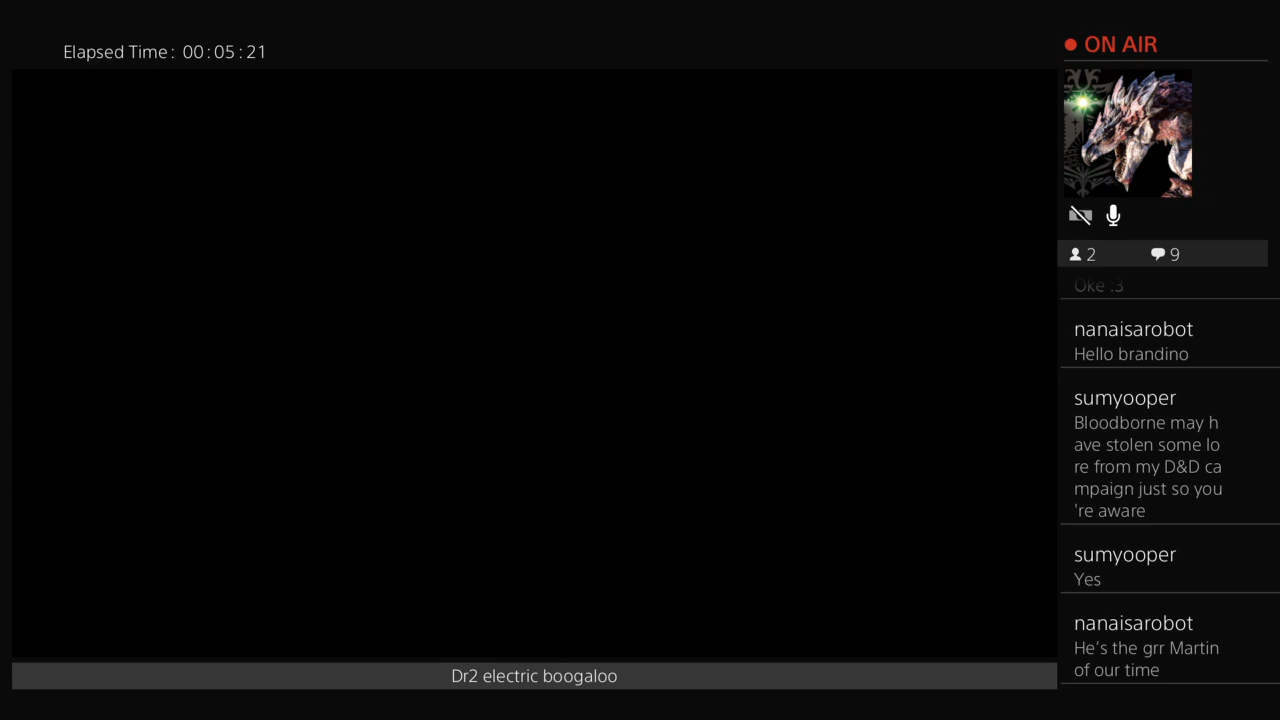 Elapsed Time: 00:05:21
ON AIR
2 9
Oke :3
nanaisarobot
Hello brandino
sumyooper
Bloodborne may h
ave stolen some lo
re from my D&D ca
mpaign just so you
're aware
sumyooper
Yes
nanaisarobot
He’s the grr Martin
of our time
Dr2 electric boogaloo